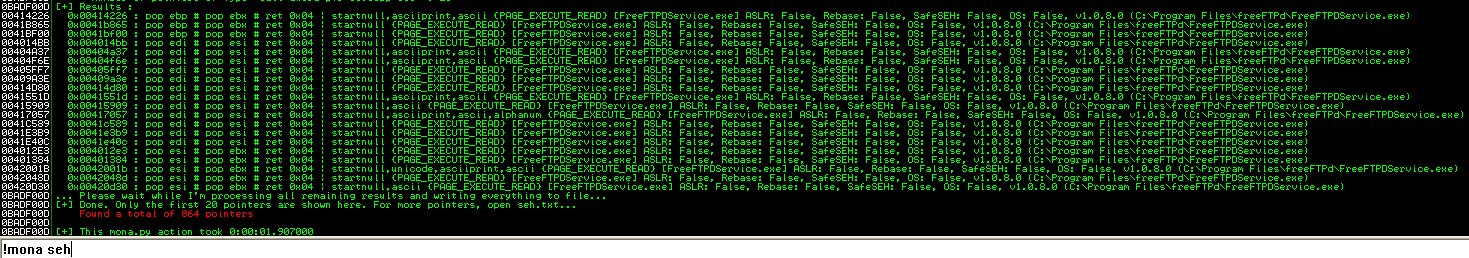 0BADF00D [+] Results :
00414226 0x00414226 : pop ebp # pop ebx # ret 0x04 | startnull,asciiprint,ascii {PAGE_EXECUTE_READ} [FreeFTPDService.exe] ASLR: False, Rebase: False, SafeSEH: False, OS: False, v1.0.8.0 (C:\Program Files\freeFTPd\FreeFTPDService.exe)
0041B865 0x0041b865 : pop ebp # pop ebx # ret 0x04 | startnull {PAGE_EXECUTE_READ} [FreeFTPDService.exe] ASLR: False, Rebase: False, SafeSEH: False, OS: False, v1.0.8.0 (C:\Program Files\freeFTPd\FreeFTPDService.exe)
0041BF00 0x0041bf00 : pop ebp # pop ebx # ret 0x04 | startnull {PAGE_EXECUTE_READ} [FreeFTPDService.exe] ASLR: False, Rebase: False, SafeSEH: False, OS: False, v1.0.8.0 (C:\Program Files\freeFTPd\FreeFTPDService.exe)
004014BB 0x004014bb : pop edi # pop esi # ret 0x04 | startnull {PAGE_EXECUTE_READ} [FreeFTPDService.exe] ASLR: False, Rebase: False, SafeSEH: False, OS: False, v1.0.8.0 (C:\Program Files\freeFTPd\FreeFTPDService.exe)
00404A37 0x00404a37 : pop edi # pop esi # ret 0x04 | startnull,asciiprint,ascii {PAGE_EXECUTE_READ} [FreeFTPDService.exe] ASLR: False, Rebase: False, SafeSEH: False, OS: False, v1.0.8.0 (C:\Program Files\freeFTPd\FreeFTPDService.exe)
00404F6E 0x00404f6e : pop edi # pop esi # ret 0x04 | startnull,asciiprint,ascii {PAGE_EXECUTE_READ} [FreeFTPDService.exe] ASLR: False, Rebase: False, SafeSEH: False, OS: False, v1.0.8.0 (C:\Program Files\freeFTPd\FreeFTPDService.exe)
00405FF7 0x00405ff7 : pop edi # pop esi # ret 0x04 | startnull {PAGE_EXECUTE_READ} [FreeFTPDService.exe] ASLR: False, Rebase: False, SafeSEH: False, OS: False, v1.0.8.0 (C:\Program Files\freeFTPd\FreeFTPDService.exe)
00409A3E 0x00409a3e : pop edi # pop esi # ret 0x04 | startnull {PAGE_EXECUTE_READ} [FreeFTPDService.exe] ASLR: False, Rebase: False, SafeSEH: False, OS: False, v1.0.8.0 (C:\Program Files\freeFTPd\FreeFTPDService.exe)
00414D80 0x00414d80 : pop edi # pop esi # ret 0x04 | startnull {PAGE_EXECUTE_READ} [FreeFTPDService.exe] ASLR: False, Rebase: False, SafeSEH: False, OS: False, v1.0.8.0 (C:\Program Files\freeFTPd\FreeFTPDService.exe)
0041551D 0x0041551d : pop edi # pop esi # ret 0x04 | startnull,asciiprint,ascii {PAGE_EXECUTE_READ} [FreeFTPDService.exe] ASLR: False, Rebase: False, SafeSEH: False, OS: False, v1.0.8.0 (C:\Program Files\freeFTPd\FreeFTPDService.exe)
00415909 0x00415909 : pop edi # pop esi # ret 0x04 | startnull,ascii {PAGE_EXECUTE_READ} [FreeFTPDService.exe] ASLR: False, Rebase: False, SafeSEH: False, OS: False, v1.0.8.0 (C:\Program Files\freeFTPd\FreeFTPDService.exe)
00417057 0x00417057 : pop edi # pop esi # ret 0x04 | startnull,asciiprint,ascii,alphanum {PAGE_EXECUTE_READ} [FreeFTPDService.exe] ASLR: False, Rebase: False, SafeSEH: False, OS: False, v1.0.8.0 (C:\Program Files\freeFTPd\FreeFTPDService.exe)
0041C589 0x0041c589 : pop edi # pop esi # ret 0x04 | startnull {PAGE_EXECUTE_READ} [FreeFTPDService.exe] ASLR: False, Rebase: False, SafeSEH: False, OS: False, v1.0.8.0 (C:\Program Files\freeFTPd\FreeFTPDService.exe)
0041E3B9 0x0041e3b9 : pop edi # pop esi # ret 0x04 | startnull {PAGE_EXECUTE_READ} [FreeFTPDService.exe] ASLR: False, Rebase: False, SafeSEH: False, OS: False, v1.0.8.0 (C:\Program Files\freeFTPd\FreeFTPDService.exe)
0041E40C 0x0041e40c : pop edi # pop esi # ret 0x04 | startnull {PAGE_EXECUTE_READ} [FreeFTPDService.exe] ASLR: False, Rebase: False, SafeSEH: False, OS: False, v1.0.8.0 (C:\Program Files\freeFTPd\FreeFTPDService.exe)
004012E3 0x004012e3 : pop esi # pop ebx # ret 0x04 | startnull {PAGE_EXECUTE_READ} [FreeFTPDService.exe] ASLR: False, Rebase: False, SafeSEH: False, OS: False, v1.0.8.0 (C:\Program Files\freeFTPd\FreeFTPDService.exe)
00401384 0x00401384 : pop esi # pop ebx # ret 0x04 | startnull {PAGE_EXECUTE_READ} [FreeFTPDService.exe] ASLR: False, Rebase: False, SafeSEH: False, OS: False, v1.0.8.0 (C:\Program Files\freeFTPd\FreeFTPDService.exe)
0042001B 0x0042001b : pop esi # pop ebx # ret 0x04 | startnull,unicode,asciiprint,ascii {PAGE_EXECUTE_READ} [FreeFTPDService.exe] ASLR: False, Rebase: False, SafeSEH: False, OS: False, v1.0.8.0 (C:\Program Files\freeFTPd\FreeFTPDService.exe)
0042048D 0x0042048d : pop esi # pop ebx # ret 0x04 | startnull {PAGE_EXECUTE_READ} [FreeFTPDService.exe] ASLR: False, Rebase: False, SafeSEH: False, OS: False, v1.0.8.0 (C:\Program Files\freeFTPd\FreeFTPDService.exe)
00420D30 0x00420d30 : pop esi # pop ebx # ret 0x04 | startnull,ascii {PAGE_EXECUTE_READ} [FreeFTPDService.exe] ASLR: False, Rebase: False, SafeSEH: False, OS: False, v1.0.8.0 (C:\Program Files\freeFTPd\FreeFTPDService.exe)
0BADF00D ... Please wait while I'm processing all remaining results and writing everything to file...
0BADF00D [+] Done. Only the first 20 pointers are shown here. For more pointers, open seh.txt...
0BADF00D Found a total of 864 pointers
0BADF00D
0BADF00D [+] This mona.py action took 0:00:01.907000
!mona seh